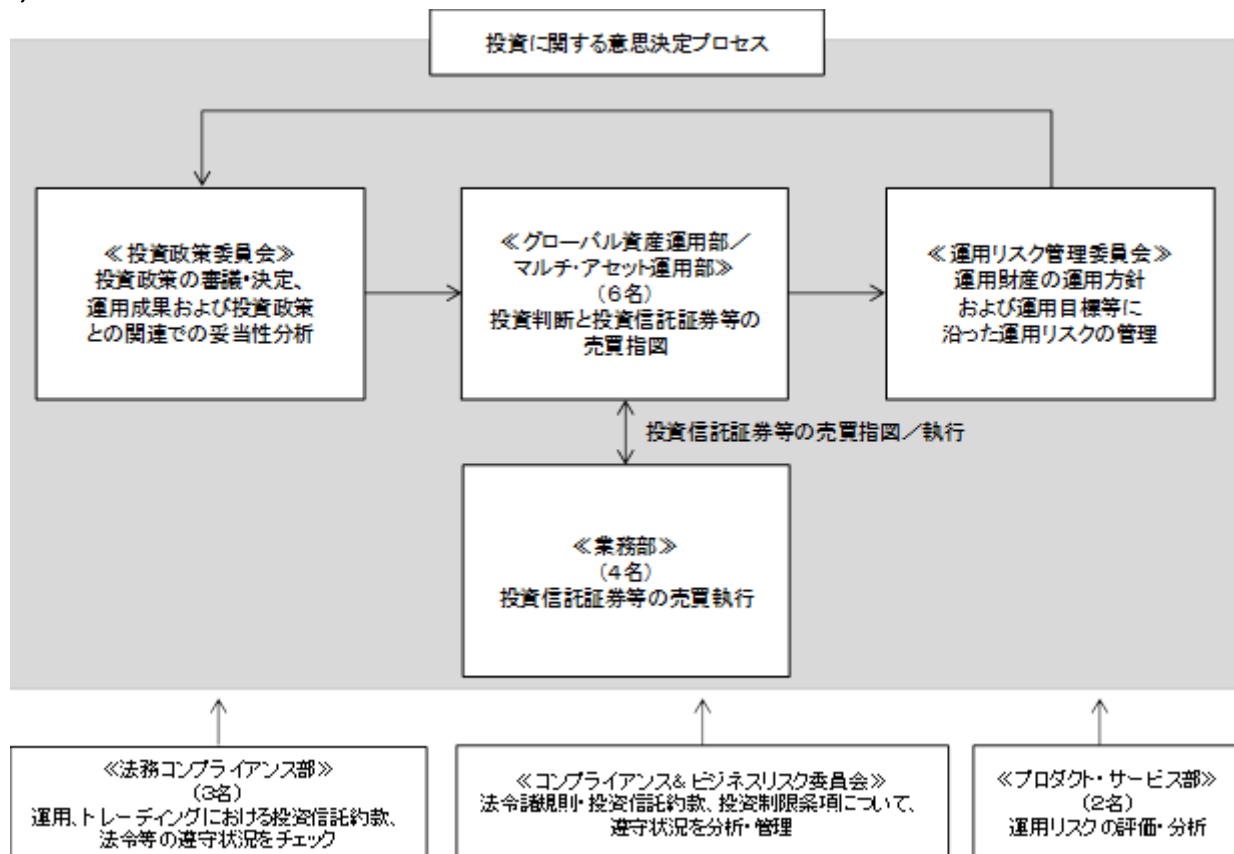 投資に関する意思決定プロセス
≪投資政策委員会≫
投資政策の審議・決定、
運用成果および投資政策
との関連での妥当性分析
≪グローバル資産運用部／
マルチ・アセット運用部≫
（6名）
投資判断と投資信託証券等の
売買指図
≪運用リスク管理委員会≫
運用財産の運用方針
および運用目標等に
沿った運用リスクの管理
投資信託証券等の売買指図／執行
≪業務部≫
（4名）
投資信託証券等の売買執行
≪法務コンプライアンス部≫
（3名）
運用、トレーディングにおける投資信託約款、
法令等の遵守状況をチェック
≪コンプライアンス＆ビジネスリスク委員会≫
法令諸規則・投資信託約款、投資制限条項について、
遵守状況を分析・管理
≪プロダクト・サービス部≫
（2名）
運用リスクの評価・分析